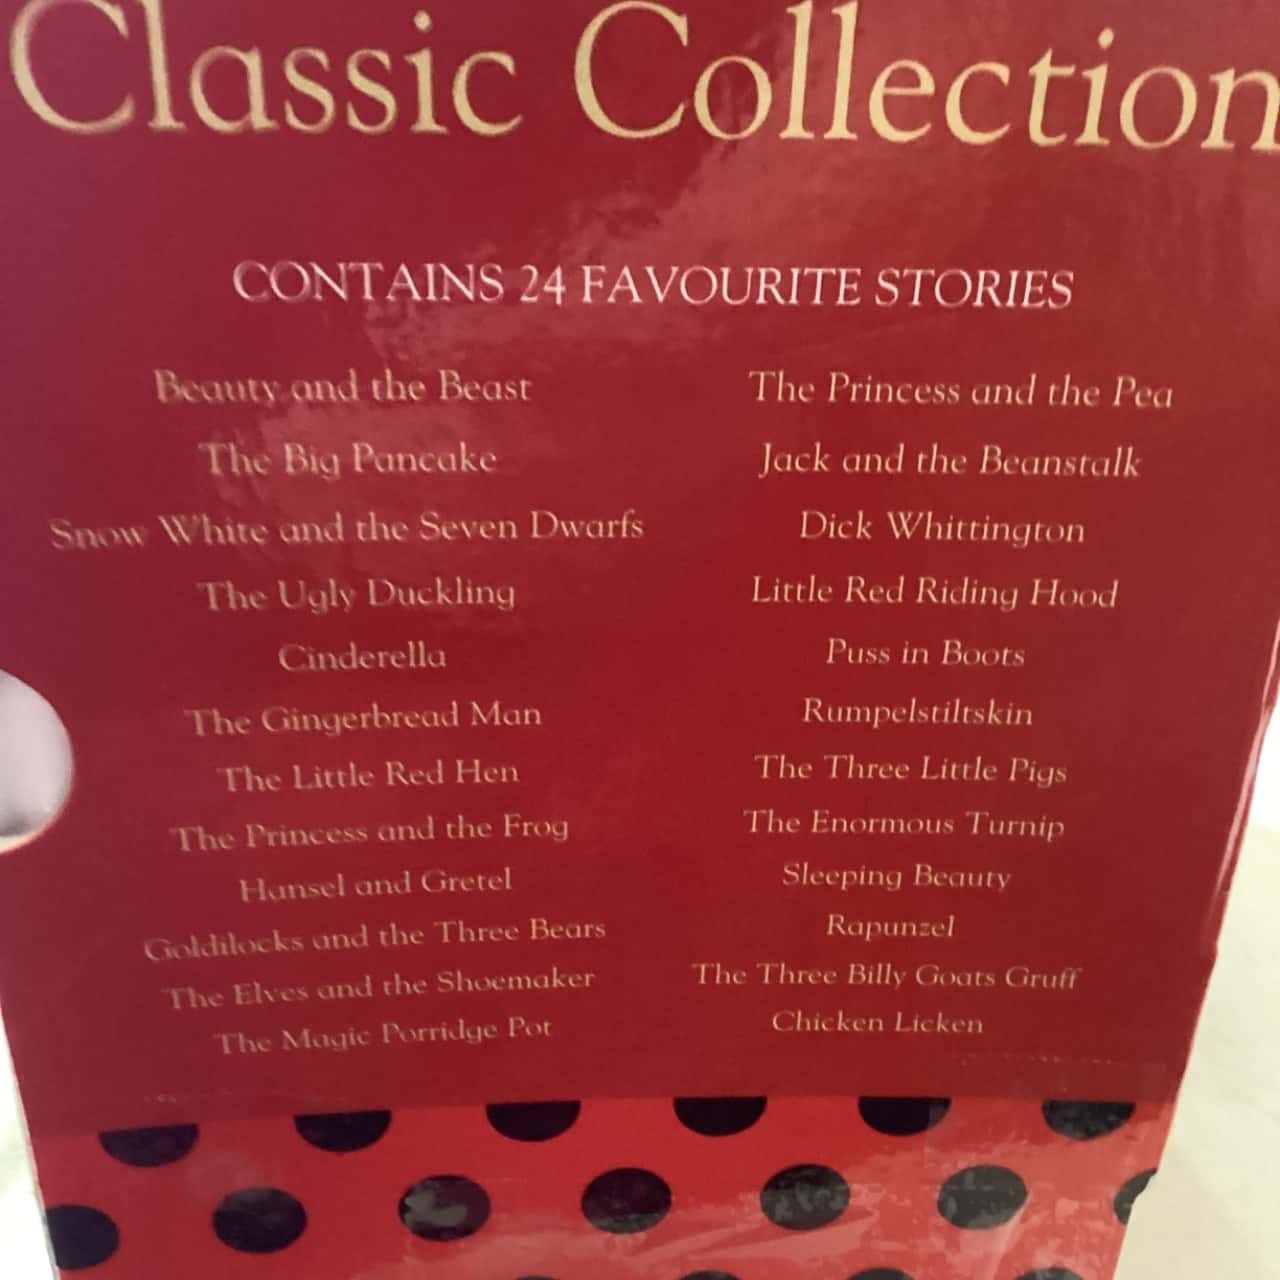 Classic Collection
CONTAINS 24 FAVOURITE STORIES
Beauty and the Beast
The Big Pancake
Snow White and the Seven Dwarfs
The Ugly Duckling
Cinderella
The Gingerbread Man
The Little Red Hen
The Princess and the Frog
Hansel and Gretel
Goldilocks and the Three Bears
The Elves and the Shoemaker
The Magic Porridge Pot
The Princess and the Pea
Jack and the Beanstalk
Dick Whittington
Little Red Riding Hood
Puss in Boots
Rumpelstiltskin
The Three Little Pigs
The Enormous Turnip
Sleeping Beauty
Rapunzel
The Three Billy Goats Gruff
Chicken Licken